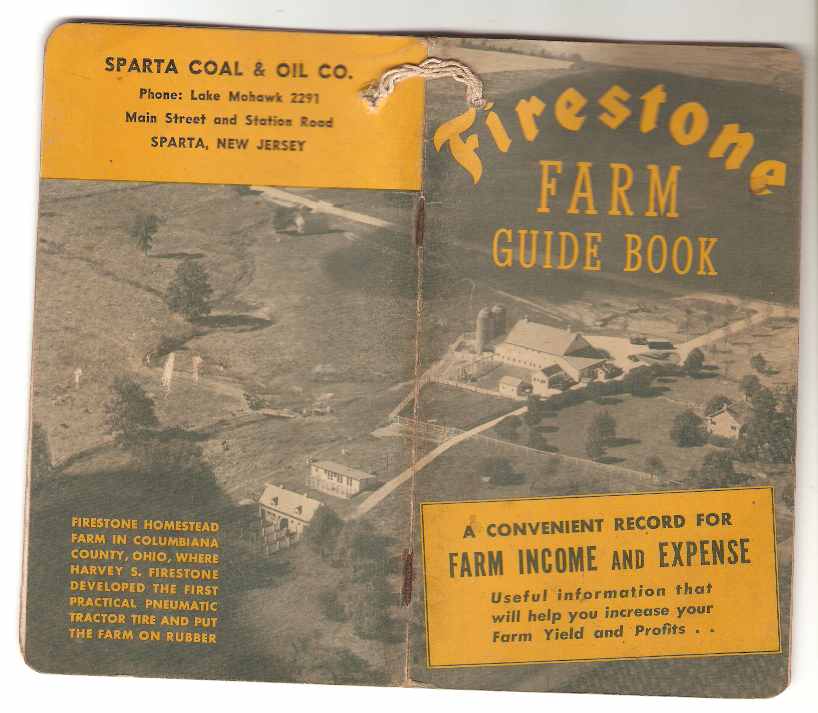 SPARTA COAL & OIL CO.
Phone: Lake Mohawk 2291
Main Street and Station Road
SPARTA, NEW JERSEY
FIRESTONE HOMESTEAD
FARM IN COLUMBIANA
COUNTY, OHIO, WHERE
HARVEY S. FIRESTONE
DEVELOPED THE FIRST
PRACTICAL PNEUMATIC
TRACTOR TIRE AND PUT
THE FARM ON RUBBER
Firestone
FARM
GUIDE BOOK
A CONVENIENT RECORD FOR
FARM INCOME AND EXPENSE
Useful information that
will help you increase your
Farm Yield and Profits . .